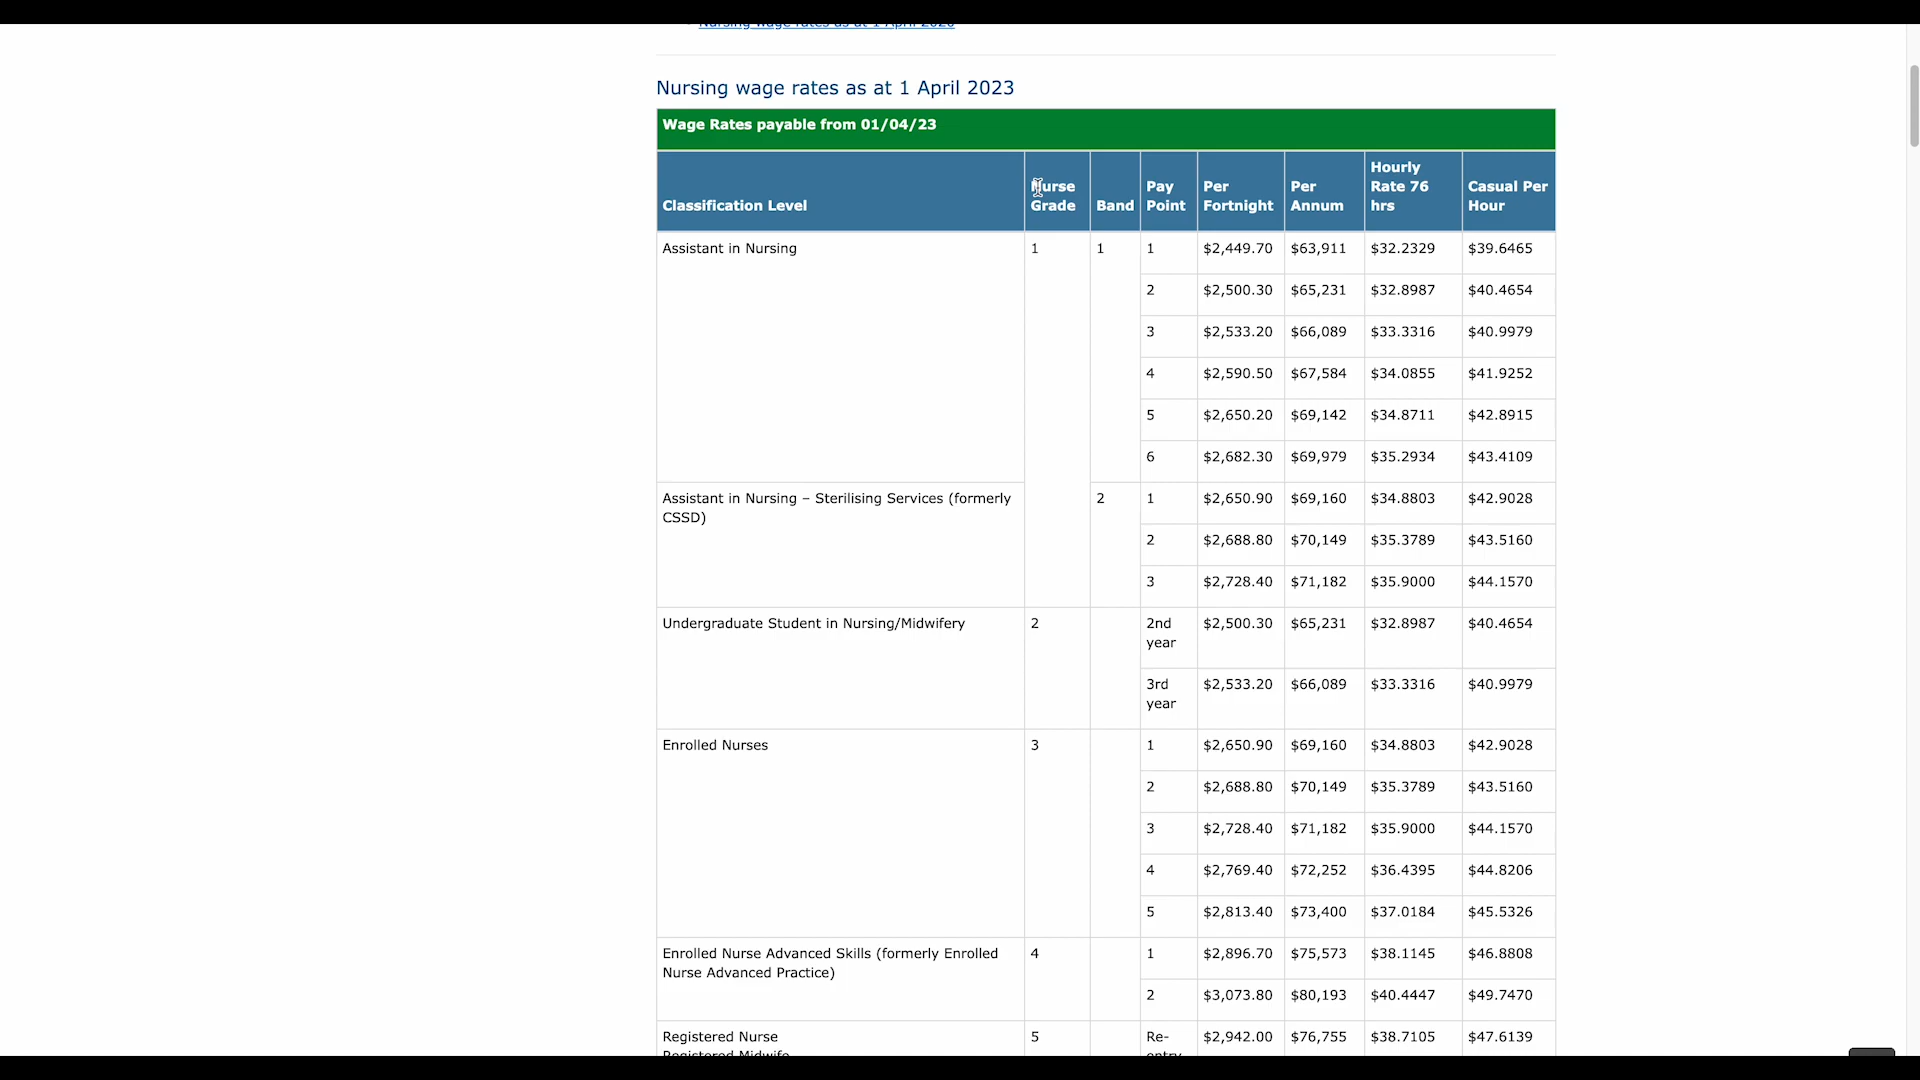 Nursing wage rates as at 1 April 2020
Nursing wage rates as at 1 April 2023
Wage Rates payable from 01/04/23
Classification Level Nurse Grade Band Pay Point Per Fortnight Per Annum Hourly Rate 76 hrs Casual Per Hour
Assistant in Nursing 1 1 1 $2,449.70 $63,911 $32.2329 $39.6465
2 $2,500.30 $65,231 $32.8987 $40.4654
3 $2,533.20 $66,089 $33.3316 $40.9979
4 $2,590.50 $67,584 $34.0855 $41.9252
5 $2,650.20 $69,142 $34.8711 $42.8915
6 $2,682.30 $69,979 $35.2934 $43.4109
Assistant in Nursing – Sterilising Services (formerly CSSD) 2 1 $2,650.90 $69,160 $34.8803 $42.9028
2 $2,688.80 $70,149 $35.3789 $43.5160
3 $2,728.40 $71,182 $35.9000 $44.1570
Undergraduate Student in Nursing/Midwifery 2 2nd year $2,500.30 $65,231 $32.8987 $40.4654
3rd year $2,533.20 $66,089 $33.3316 $40.9979
Enrolled Nurses 3 1 $2,650.90 $69,160 $34.8803 $42.9028
2 $2,688.80 $70,149 $35.3789 $43.5160
3 $2,728.40 $71,182 $35.9000 $44.1570
4 $2,769.40 $72,252 $36.4395 $44.8206
5 $2,813.40 $73,400 $37.0184 $45.5326
Enrolled Nurse Advanced Skills (formerly Enrolled Nurse Advanced Practice) 4 1 $2,896.70 $75,573 $38.1145 $46.8808
2 $3,073.80 $80,193 $40.4447 $49.7470
Registered Nurse 5 Re-entry $2,942.00 $76,755 $38.7105 $47.6139
Registered Midwife